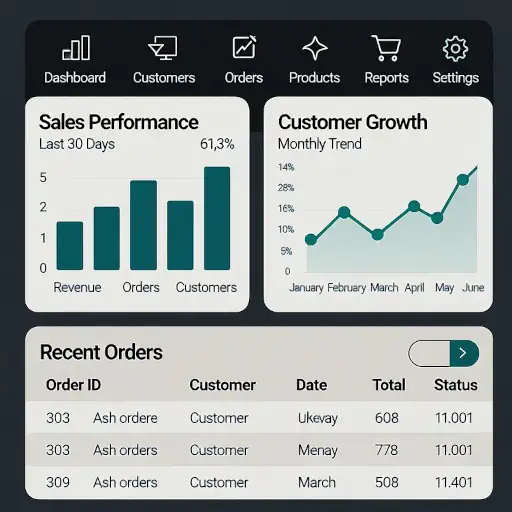 Dashboard Customers Orders Products Reports Settings
Sales Performance
Last 30 Days 61,3%
5
2
1
0
Revenue Orders Customers
Customer Growth
Monthly Trend
14%
28%
16%
10%
5%
0
January February March April May June
Recent Orders
Order ID Customer Date Total Status
303 Ash ordere Customer Ukevay 608 11.001
303 Ash orders Customer Menay 778 11.001
309 Ash orders Customer March 508 11.401